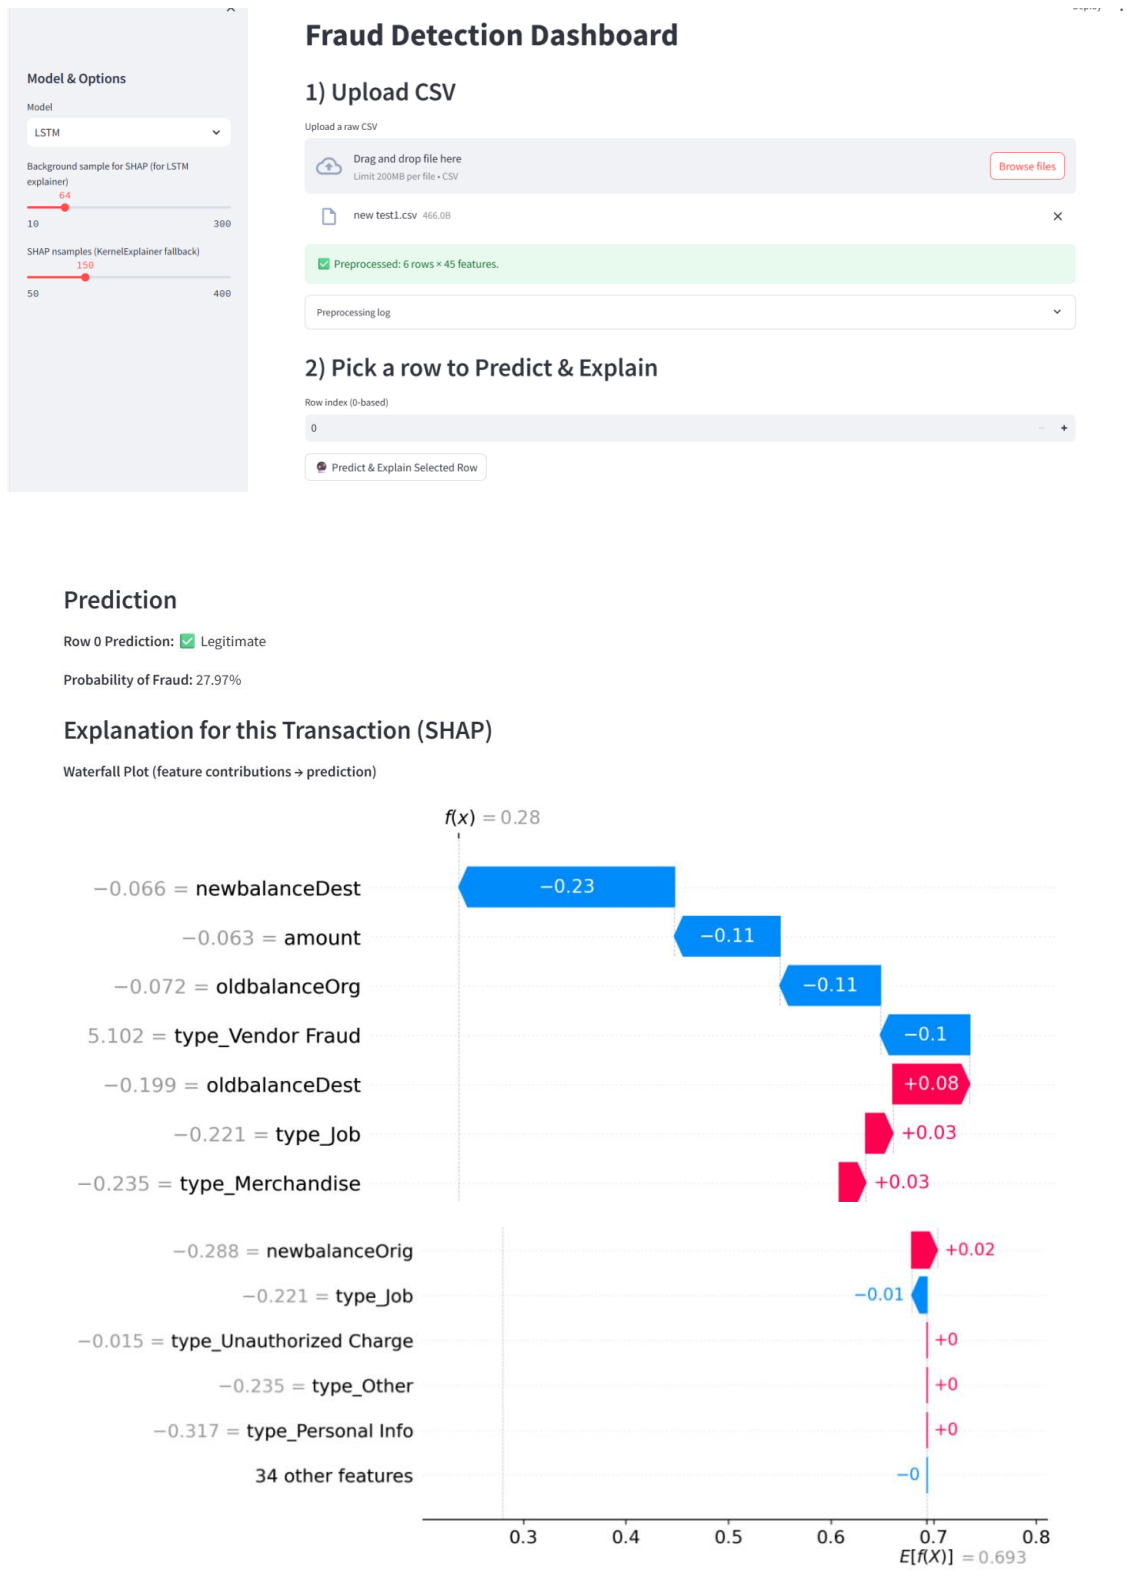 Fraud Detection Dashboard
Model & Options
Model
LSTM
Background sample for SHAP (for LSTM
explainer)
64
10 300
SHAP nsamples (KernelExplainer fallback)
150
50 400
1) Upload CSV
Upload a raw CSV
Drag and drop file here
Limit 200MB per file • CSV
Browse files
new test1.csv 466.0B
✅ Preprocessed: 6 rows × 45 features.
Preprocessing log
2) Pick a row to Predict & Explain
Row index (0-based)
0
Predict & Explain Selected Row
Prediction
Row 0 Prediction: ✅ Legitimate
Probability of Fraud: 27.97%
Explanation for this Transaction (SHAP)
Waterfall Plot (feature contributions → prediction)
f(x) = 0.28
−0.066 = newbalanceDest −0.23
−0.063 = amount −0.11
−0.072 = oldbalanceOrg −0.11
5.102 = type_Vendor Fraud −0.1
−0.199 = oldbalanceDest +0.08
−0.221 = type_Job +0.03
−0.235 = type_Merchandise +0.03
−0.288 = newbalanceOrig +0.02
−0.221 = type_Job −0.01
−0.015 = type_Unauthorized Charge +0
−0.235 = type_Other +0
−0.317 = type_Personal Info +0
34 other features −0
0.3 0.4 0.5 0.6 0.7 0.8
E[f(X)] = 0.693